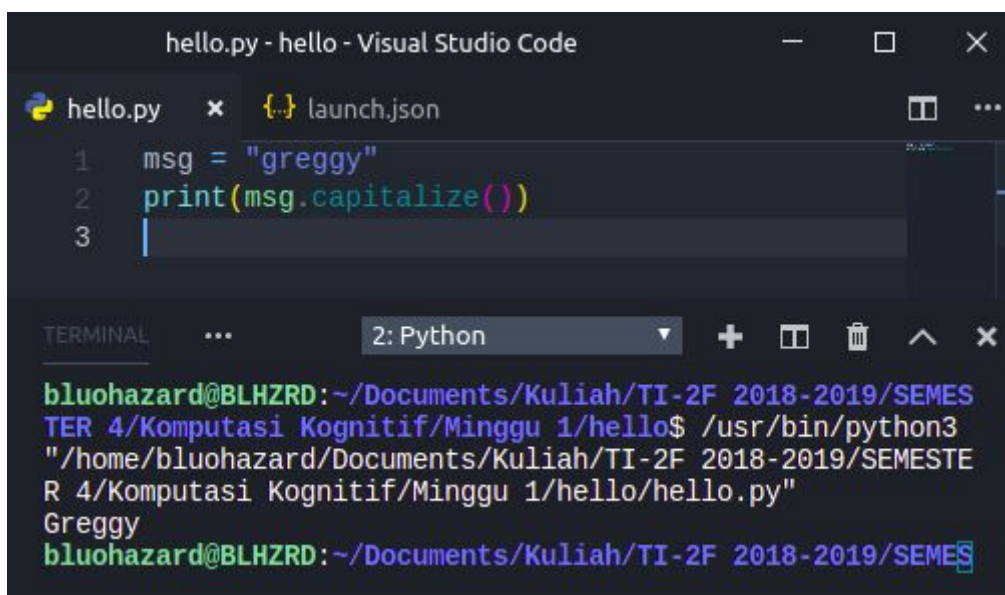 hello.py - hello - Visual Studio Code
hello.py launch.json
1 msg = "greggy"
2 print(msg.capitalize())
3
TERMINAL ... 2: Python
bluohazard@BLHZRD:~/Documents/Kuliah/TI-2F 2018-2019/SEMES
TER 4/Komputasi Kognitif/Minggu 1/hello$ /usr/bin/python3
"/home/bluohazard/Documents/Kuliah/TI-2F 2018-2019/SEMESTE
R 4/Komputasi Kognitif/Minggu 1/hello/hello.py"
Greggy
bluohazard@BLHZRD:~/Documents/Kuliah/TI-2F 2018-2019/SEMES